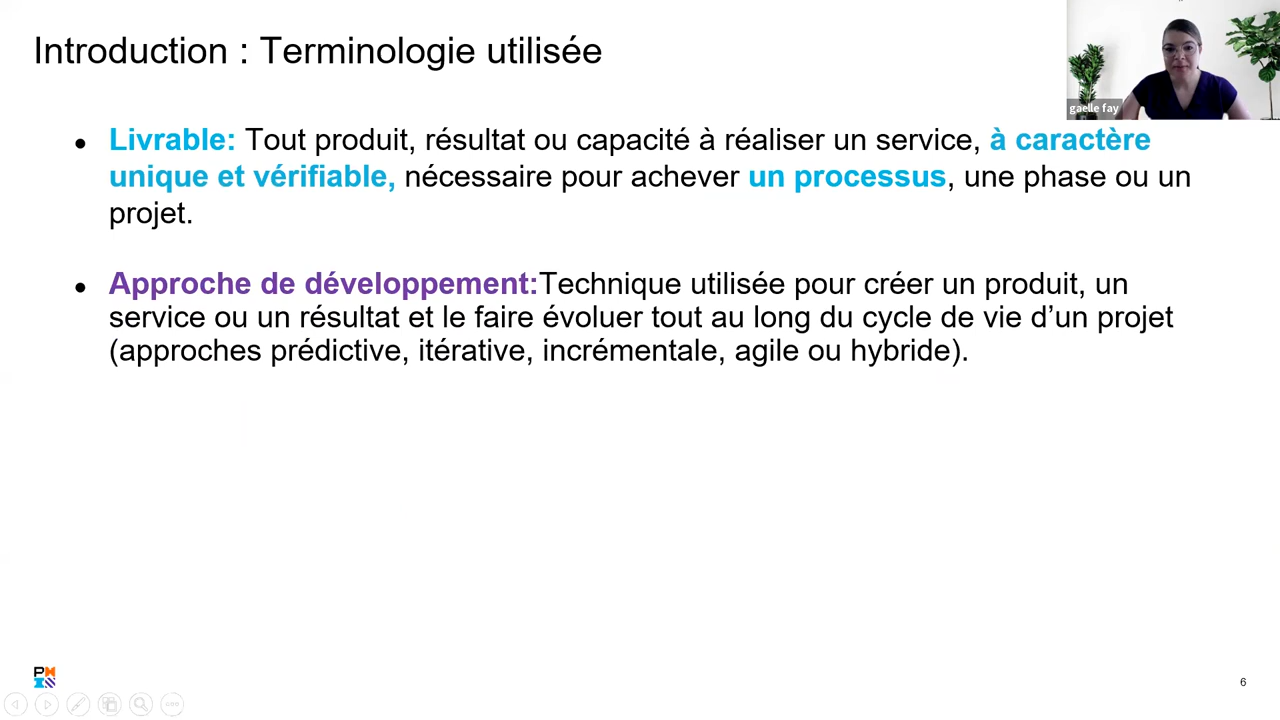 Introduction : Terminologie utilisée
gaelle fay
● Livrable: Tout produit, résultat ou capacité à réaliser un service, à caractère
unique et vérifiable, nécessaire pour achever un processus, une phase ou un
projet.
● Approche de développement:Technique utilisée pour créer un produit, un
service ou un résultat et le faire évoluer tout au long du cycle de vie d’un projet
(approches prédictive, itérative, incrémentale, agile ou hybride).
6